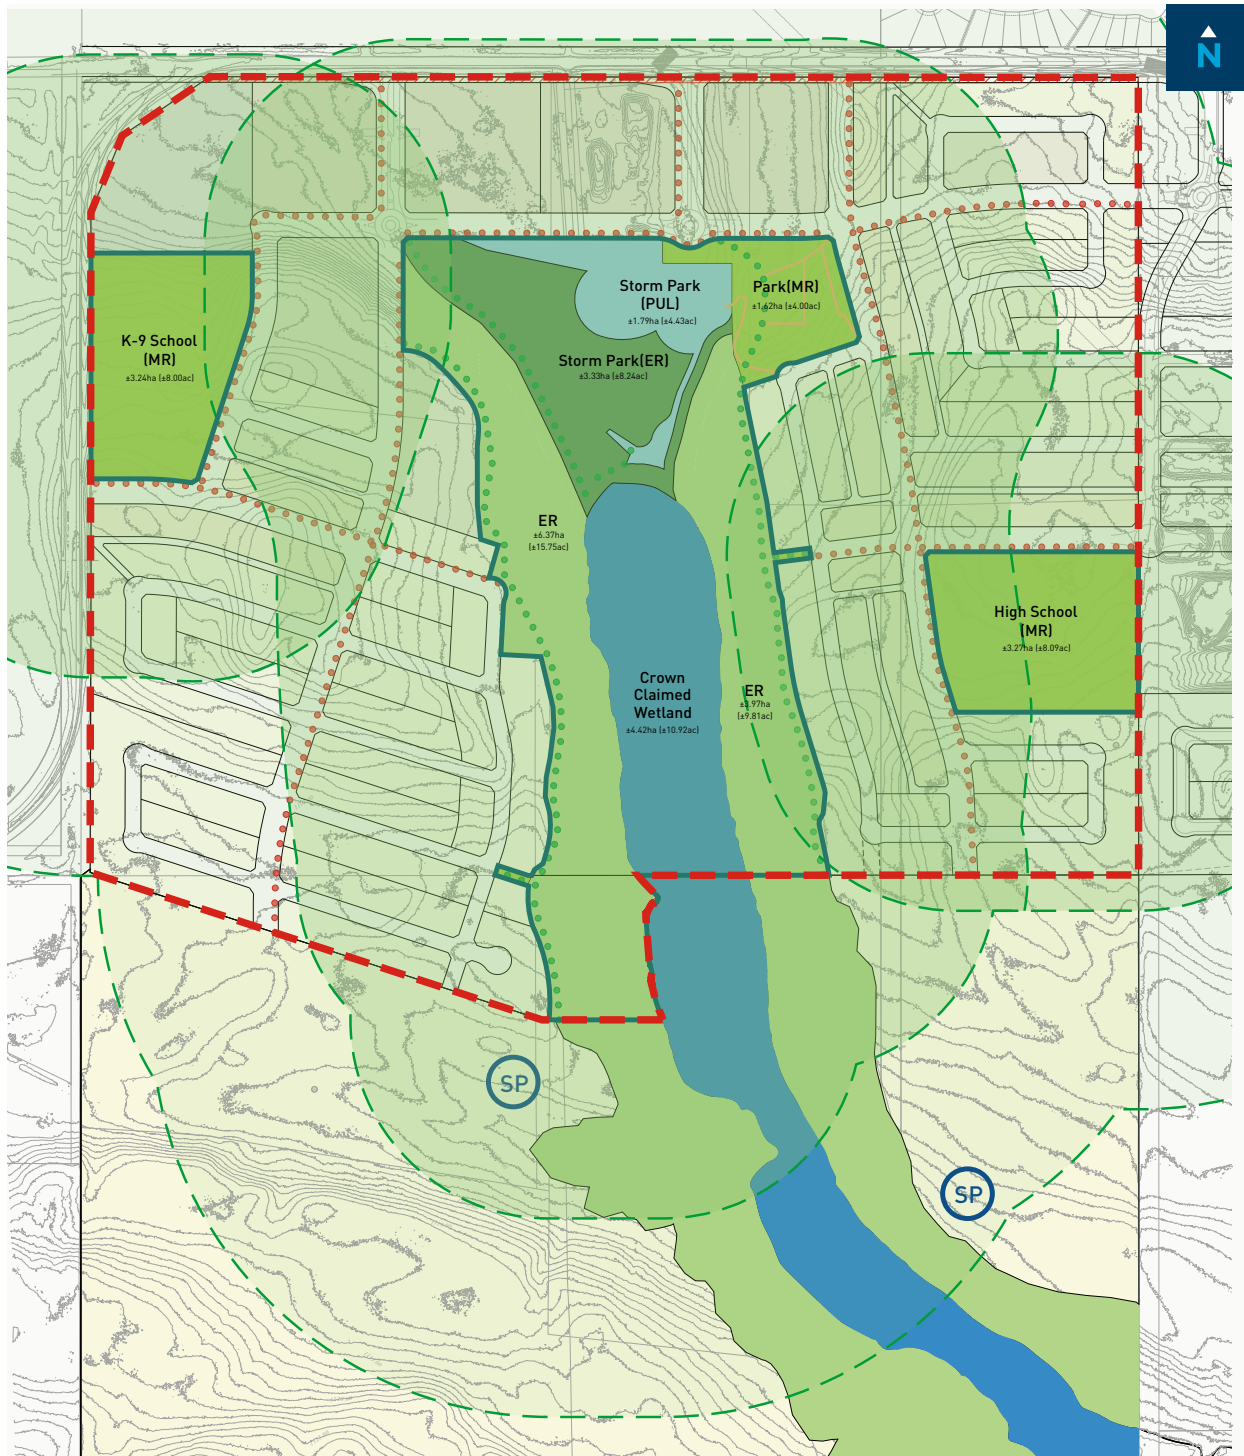 N
Storm Park
(PUL)
±1.79ha (±4.43ac)
Park(MR)
±1.62ha (±4.00ac)
K-9 School
(MR)
±3.24ha (±8.00ac)
Storm Park(ER)
±3.33ha (±8.24ac)
ER
±6.37ha
(±15.75ac)
High School
(MR)
±3.27ha (±8.09ac)
Crown
Claimed
Wetland
±4.42ha (±10.92ac)
ER
±3.97ha
(±9.81ac)
SP
SP